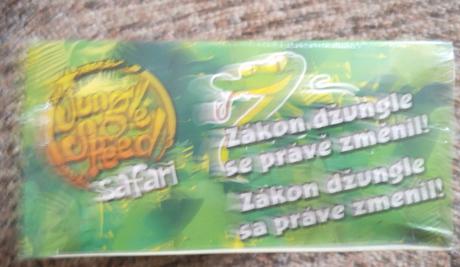 Jungle
Speed
safari
Zákon džungle
se právě změnil!
Zákon džungle
sa práve zmenil!